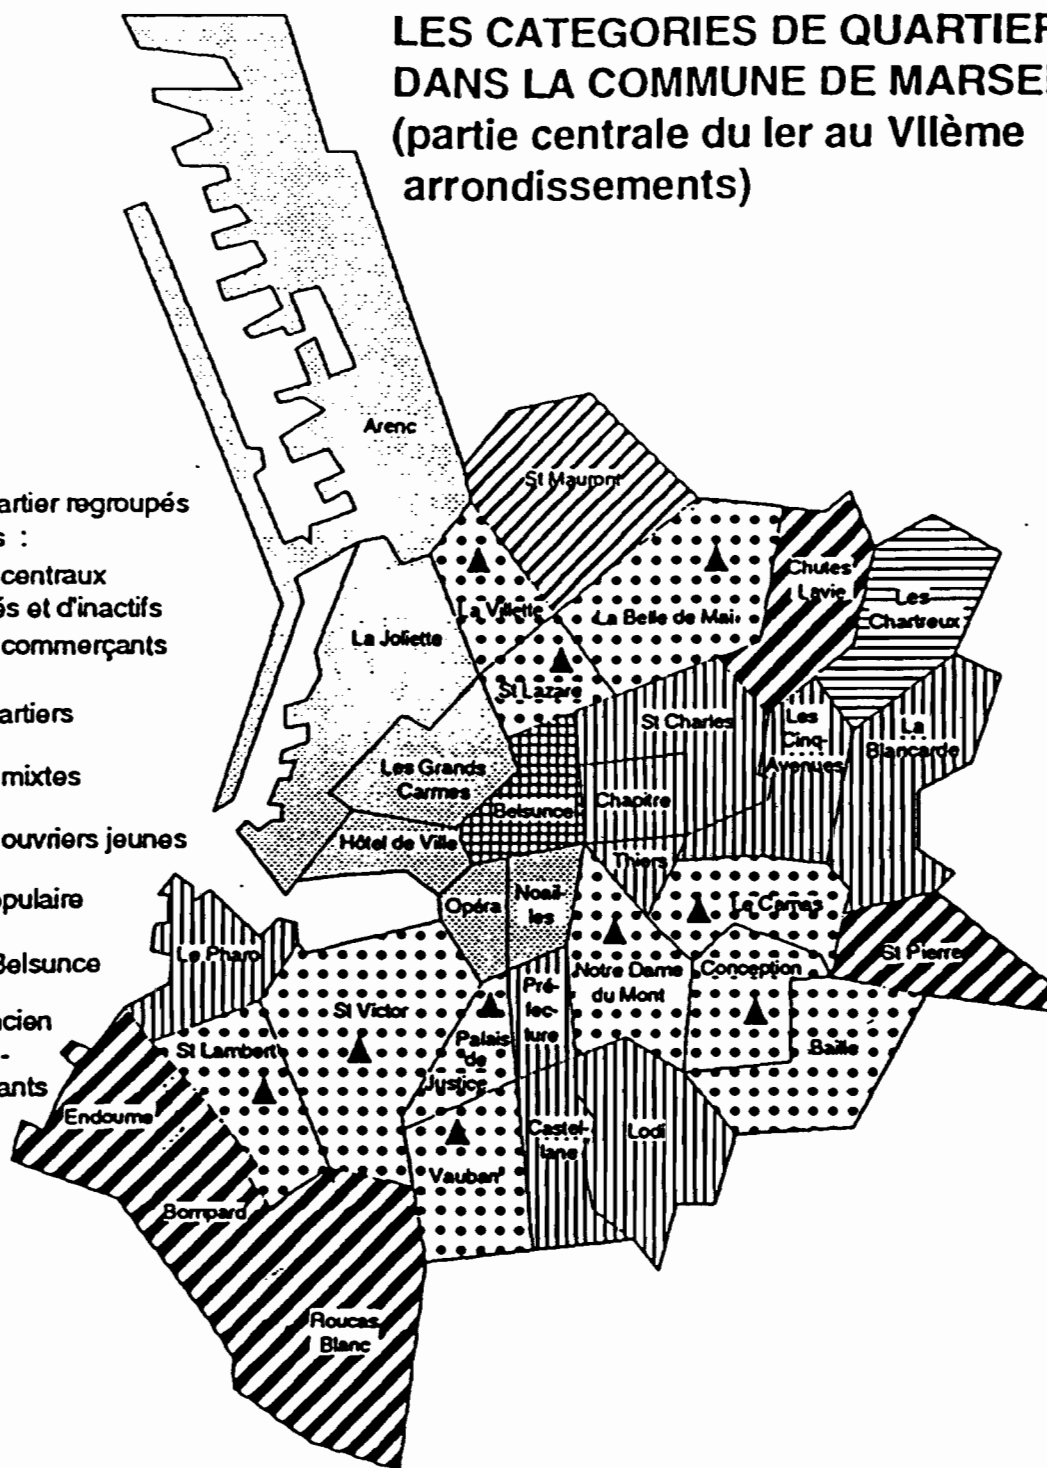 LES CATEGORIES DE QUARTIER
DANS LA COMMUNE DE MARSE
(partie centrale du Ier au VIIème
arrondissements)
artier regroupés
s :
centraux
és et d'inactifs
commerçants
artiers
mixtes
ouvriers jeunes
pulaire
Belsunce
cien
-
ants
Arenc
St Mauront
Chutes
Lavie
Les
Chartreux
La Villette
La Belle de Mai
La Joliette
St Lazare
St Charles
Les
Cinq-
Avenues
La
Blancarde
Les Grands
Carmes
Belsunce
Chapitre
Hôtel de Ville
Thiers
Opéra
Noail-
les
Le Camas
Le Pharo
St Pierre
Notre Dame
du Mont
Conception
Pré-
fec-
ture
St Victor
St Lambert
Palais
de
Justice
Baille
Endoume
Castel-
lane
Lodi
Vauban
Bompard
Roucas
Blanc